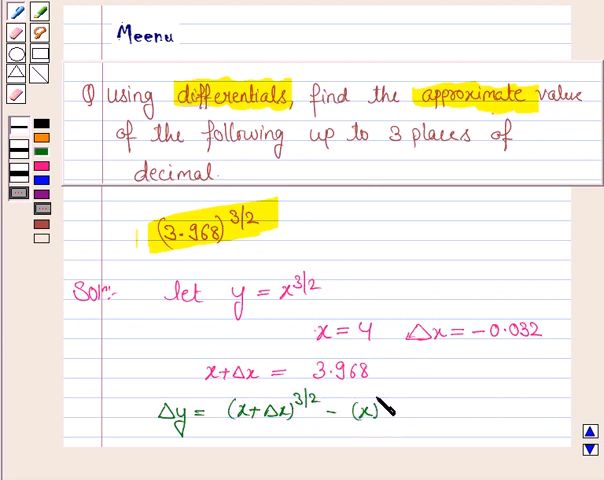 Meenu
Q Using differentials, find the approximate value
of the following up to 3 places of
decimal.
(3.968)^3/2
Soln:- let y = x^3/2
x = 4 Δx = -0.032
x+Δx = 3.968
Δy = (x+Δx)^3/2 - (x)